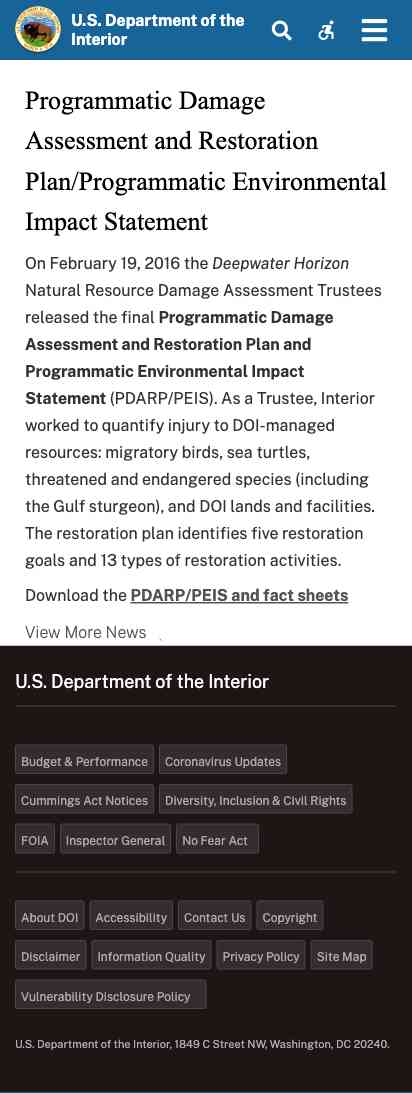 U.S. Department of the
Interior
Programmatic Damage
Assessment and Restoration
Plan/Programmatic Environmental
Impact Statement
On February 19, 2016 the Deepwater Horizon
Natural Resource Damage Assessment Trustees
released the final Programmatic Damage
Assessment and Restoration Plan and
Programmatic Environmental Impact
Statement (PDARP/PEIS). As a Trustee, Interior
worked to quantify injury to DOI-managed
resources: migratory birds, sea turtles,
threatened and endangered species (including
the Gulf sturgeon), and DOI lands and facilities.
The restoration plan identifies five restoration
goals and 13 types of restoration activities.
Download the PDARP/PEIS and fact sheets
View More News
U.S. Department of the Interior
Budget & Performance Coronavirus Updates
Cummings Act Notices Diversity, Inclusion & Civil Rights
FOIA Inspector General No Fear Act
About DOI Accessibility Contact Us Copyright
Disclaimer Information Quality Privacy Policy Site Map
Vulnerability Disclosure Policy
U.S. Department of the Interior, 1849 C Street NW, Washington, DC 20240.